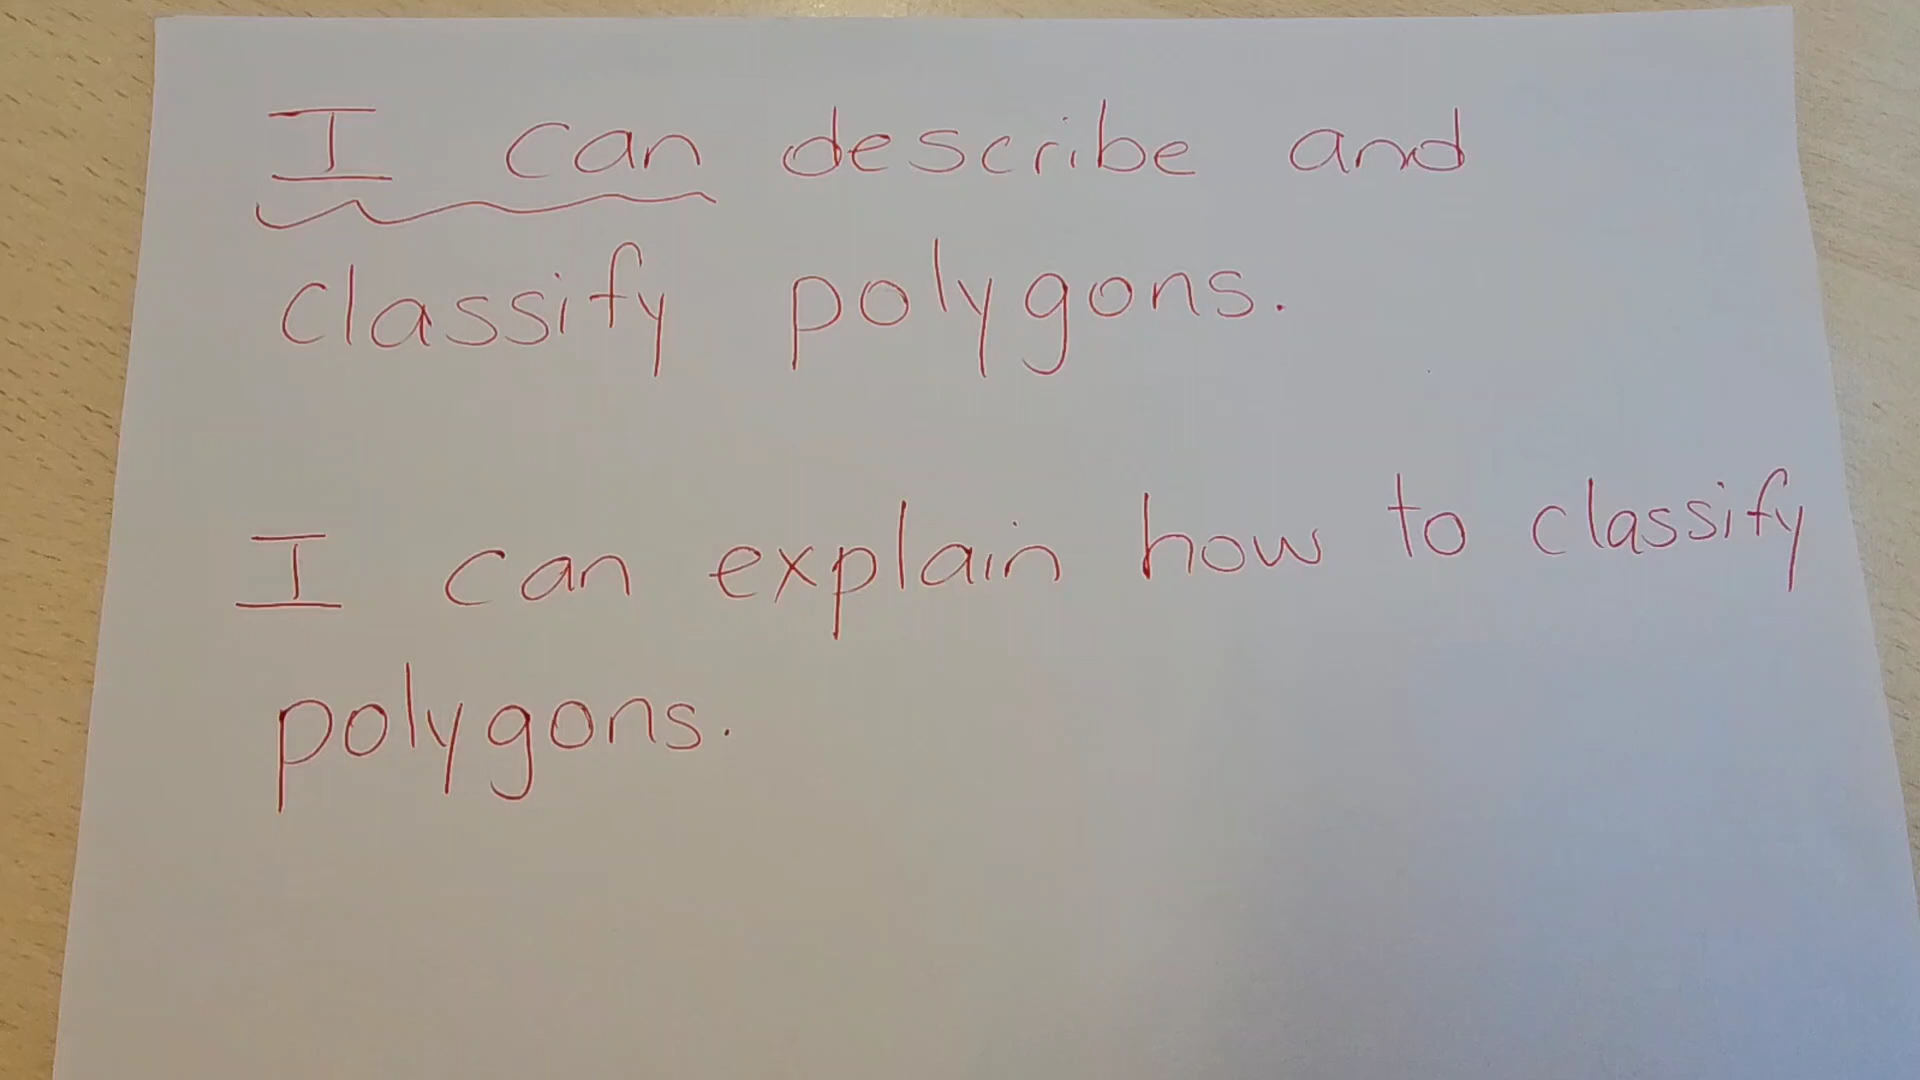 I can describe and
classify polygons.
I can explain how to classify
polygons.